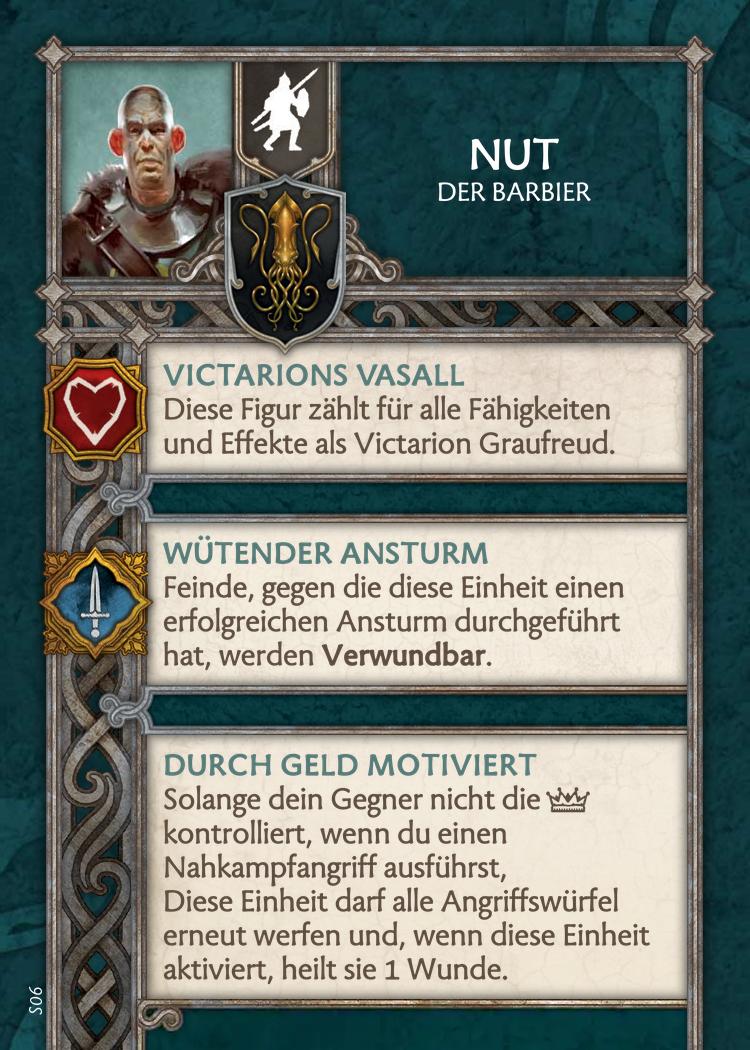 NUT
DER BARBIER
VICTARIONS VASALL
Diese Figur zählt für alle Fähigkeiten
und Effekte als Victarion Graufreud.
WÜTENDER ANSTURM
Feinde, gegen die diese Einheit einen
erfolgreichen Ansturm durchgeführt
hat, werden Verwundbar.
DURCH GELD MOTIVIERT
Solange dein Gegner nicht die
kontrolliert, wenn du einen
Nahkampfangriff ausführst,
Diese Einheit darf alle Angriffswürfel
erneut werfen und, wenn diese Einheit
aktiviert, heilt sie 1 Wunde.
S06